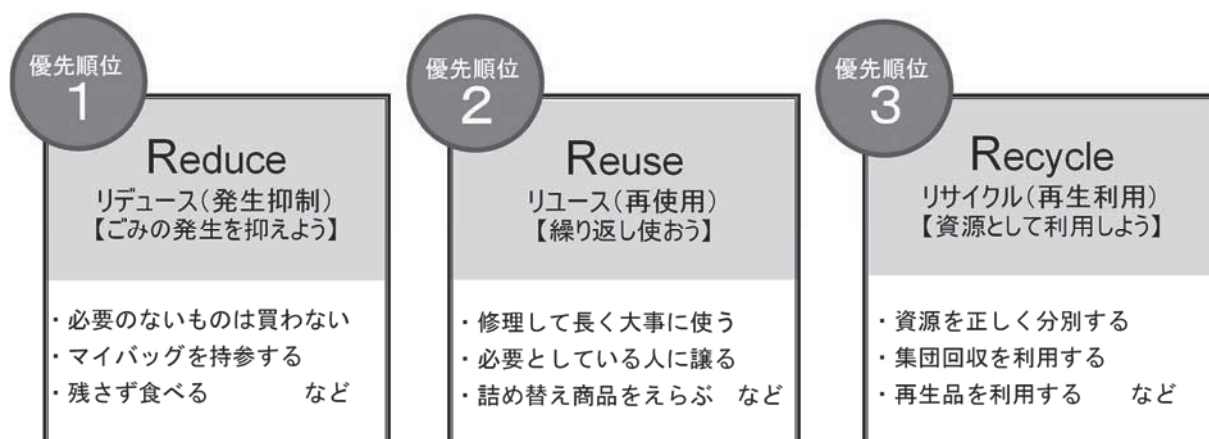 優先順位
1
Reduce
リデュース(発生抑制)
【ごみの発生を抑えよう】
・必要のないものは買わない
・マイバッグを持参する
・残さず食べる など
優先順位
2
Reuse
リユース(再使用)
【繰り返し使おう】
・修理して長く大事に使う
・必要としている人に譲る
・詰め替え商品をえらぶ など
優先順位
3
Recycle
リサイクル(再生利用)
【資源として利用しよう】
・資源を正しく分別する
・集団回収を利用する
・再生品を利用する など